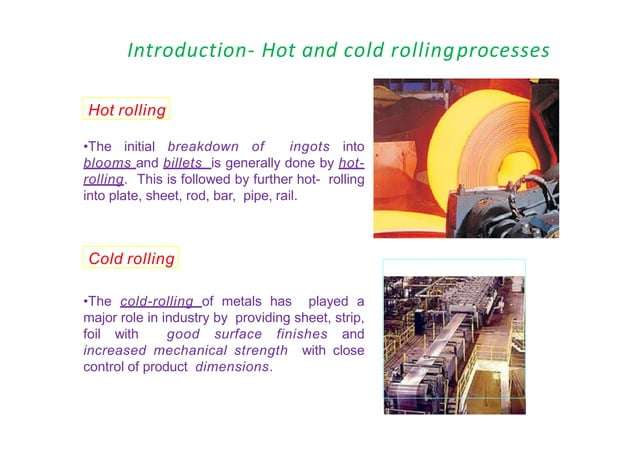 Introduction- Hot and cold rolling processes
Hot rolling
•The initial breakdown of ingots into
blooms and billets is generally done by hot-
rolling. This is followed by further hot- rolling
into plate, sheet, rod, bar, pipe, rail.
Cold rolling
•The cold-rolling of metals has played a
major role in industry by providing sheet, strip,
foil with good surface finishes and
increased mechanical strength with close
control of product dimensions.